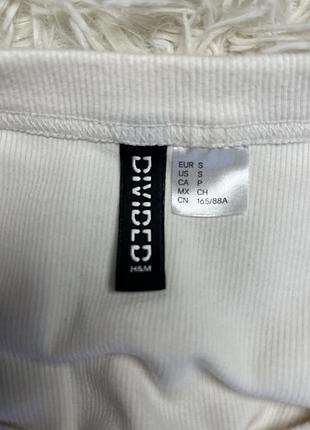 DIVIDED
H&M
EUR S
US S
CA P
MX CH
CN 165/88A